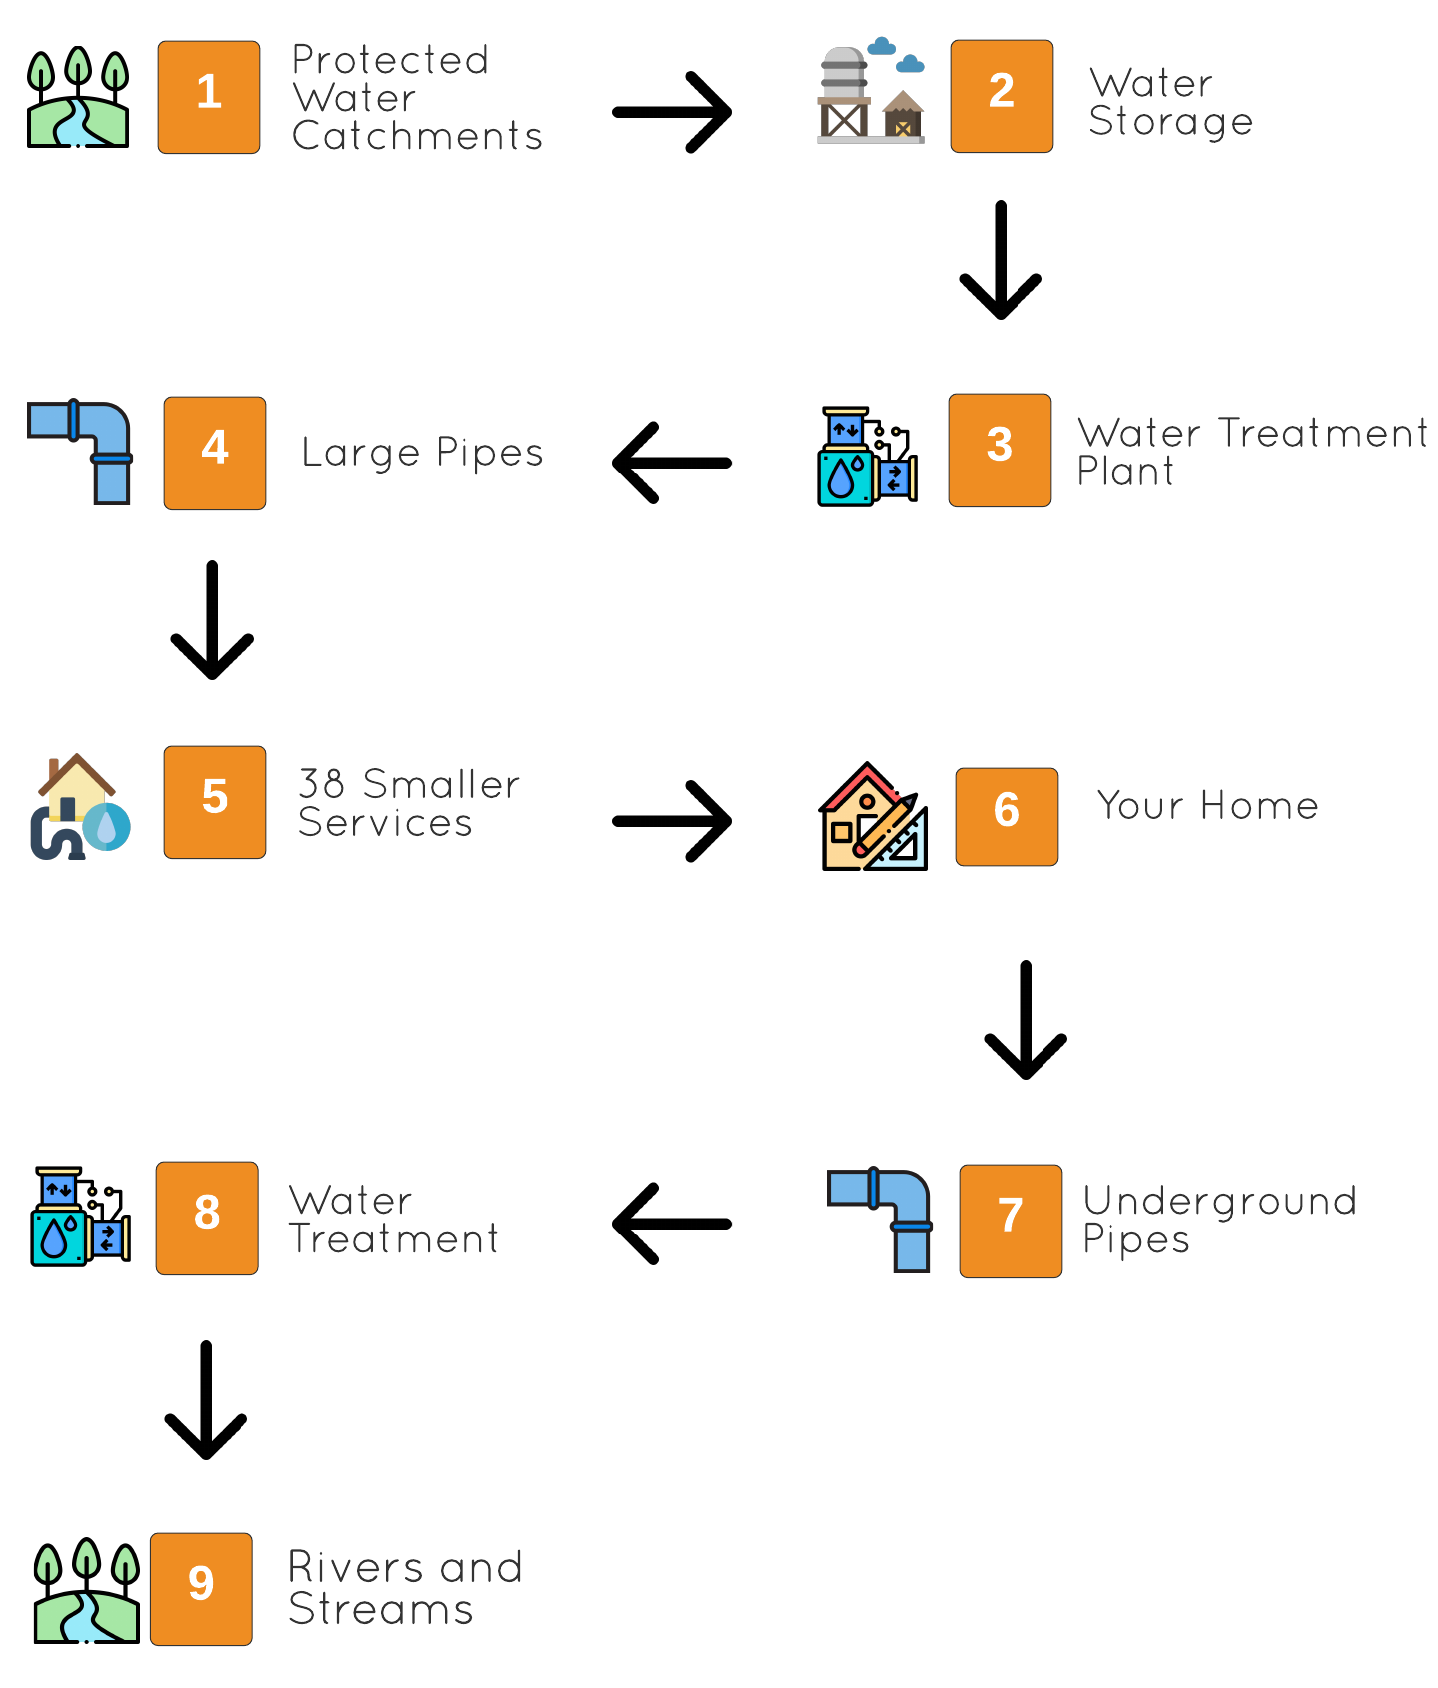 1
Protected
Water
Catchments
2
Water
Storage
3
Water Treatment
Plant
4
Large Pipes
5
38 Smaller
Services
6
Your Home
7
Underground
Pipes
8
Water
Treatment
9
Rivers and
Streams